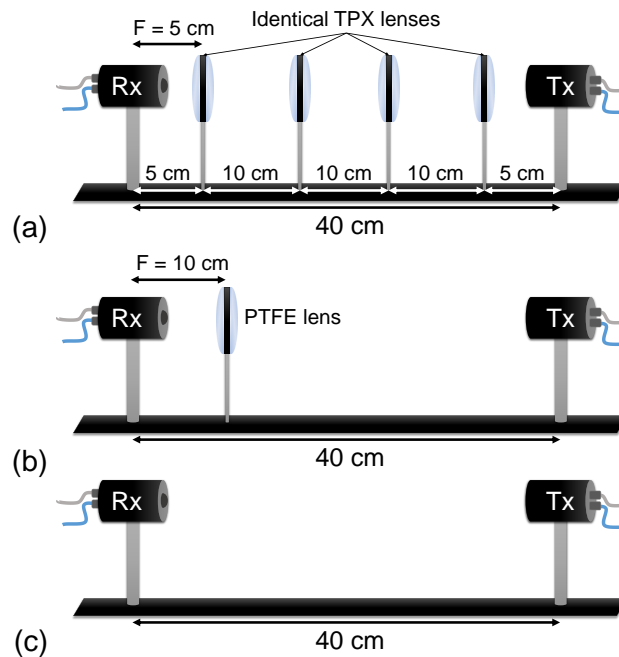 Identical TPX lenses
F = 5 cm
Rx
Tx
5 cm 10 cm 10 cm 10 cm 5 cm
40 cm
(a)
F = 10 cm
Rx
PTFE lens
Tx
40 cm
(b)
Rx
Tx
40 cm
(c)